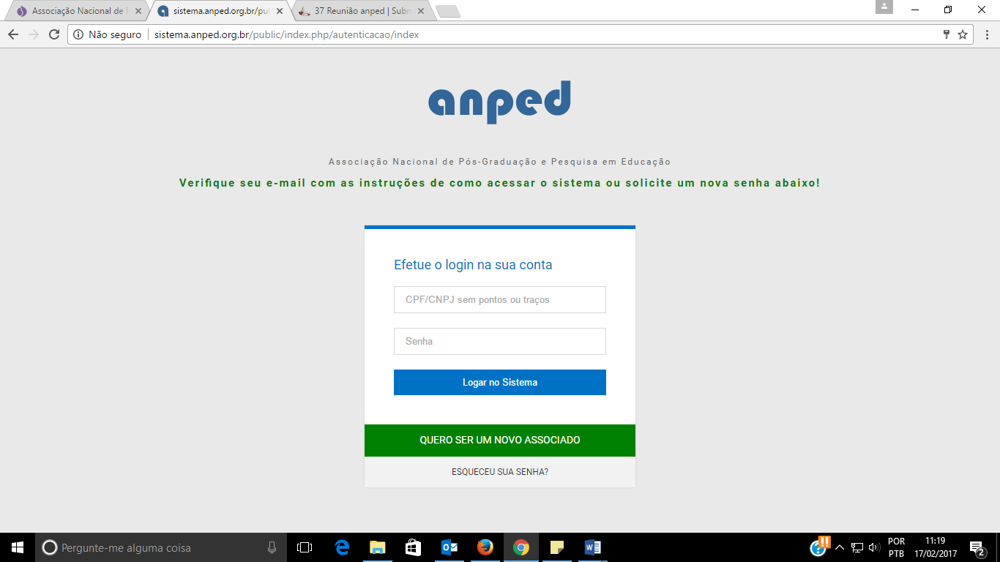 Associação Nacional de P
sistema.anped.org.br/pu
37 Reunião anped | Subm
Não seguro
sistema.anped.org.br/public/index.php/autenticacao/index
anped
Associação Nacional de Pós-Graduação e Pesquisa em Educação
Verifique seu e-mail com as instruções de como acessar o sistema ou solicite um nova senha abaixo!
Efetue o login na sua conta
CPF/CNPJ sem pontos ou traços
Senha
Logar no Sistema
QUERO SER UM NOVO ASSOCIADO
ESQUECEU SUA SENHA?
Pergunte-me alguma coisa
POR
PTB
11:19
17/02/2017
2